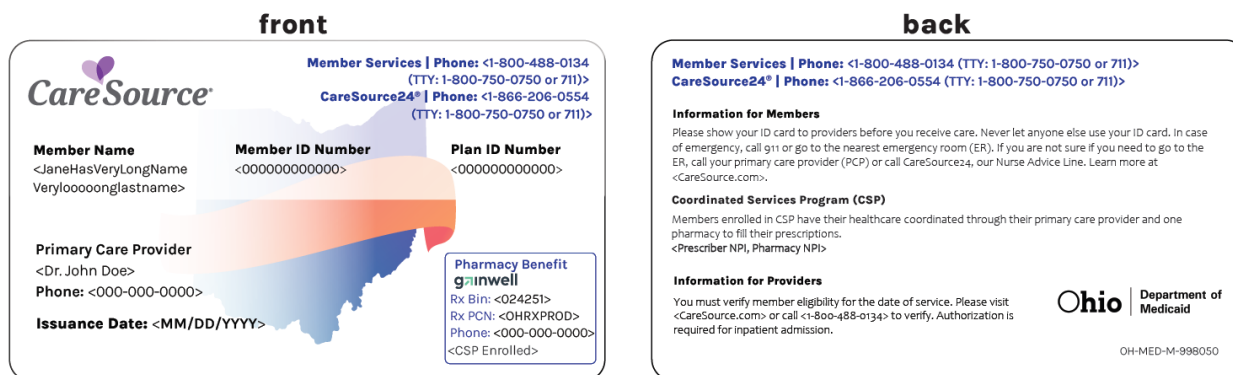 front
CareSource®
Member Services | Phone: <1-800-488-0134
(TTY: 1-800-750-0750 or 711)>
CareSource24® | Phone: <1-866-206-0554
(TTY: 1-800-750-0750 or 711)>
Member Name
<JaneHasVeryLongName
Verylooooonglastname>
Member ID Number
<000000000000>
Plan ID Number
<000000000000>
Primary Care Provider
<Dr. John Doe>
Phone: <000-000-0000>
Issuance Date: <MM/DD/YYYY>
Pharmacy Benefit
gainwell
Rx Bin: <024251>
Rx PCN: <OHRXPROD>
Phone: <000-000-0000>
<CSP Enrolled>
back
Member Services | Phone: <1-800-488-0134 (TTY: 1-800-750-0750 or 711)>
CareSource24® | Phone: <1-866-206-0554 (TTY: 1-800-750-0750 or 711)>
Information for Members
Please show your ID card to providers before you receive care. Never let anyone else use your ID card. In case
of emergency, call 911 or go to the nearest emergency room (ER). If you are not sure if you need to go to the
ER, call your primary care provider (PCP) or call CareSource24, our Nurse Advice Line. Learn more at
<CareSource.com>.
Coordinated Services Program (CSP)
Members enrolled in CSP have their healthcare coordinated through their primary care provider and one
pharmacy to fill their prescriptions.
<Prescriber NPI, Pharmacy NPI>
Information for Providers
You must verify member eligibility for the date of service. Please visit
<CareSource.com> or call <1-800-488-0134> to verify. Authorization is
required for inpatient admission.
Ohio | Department of
Medicaid
OH-MED-M-998050